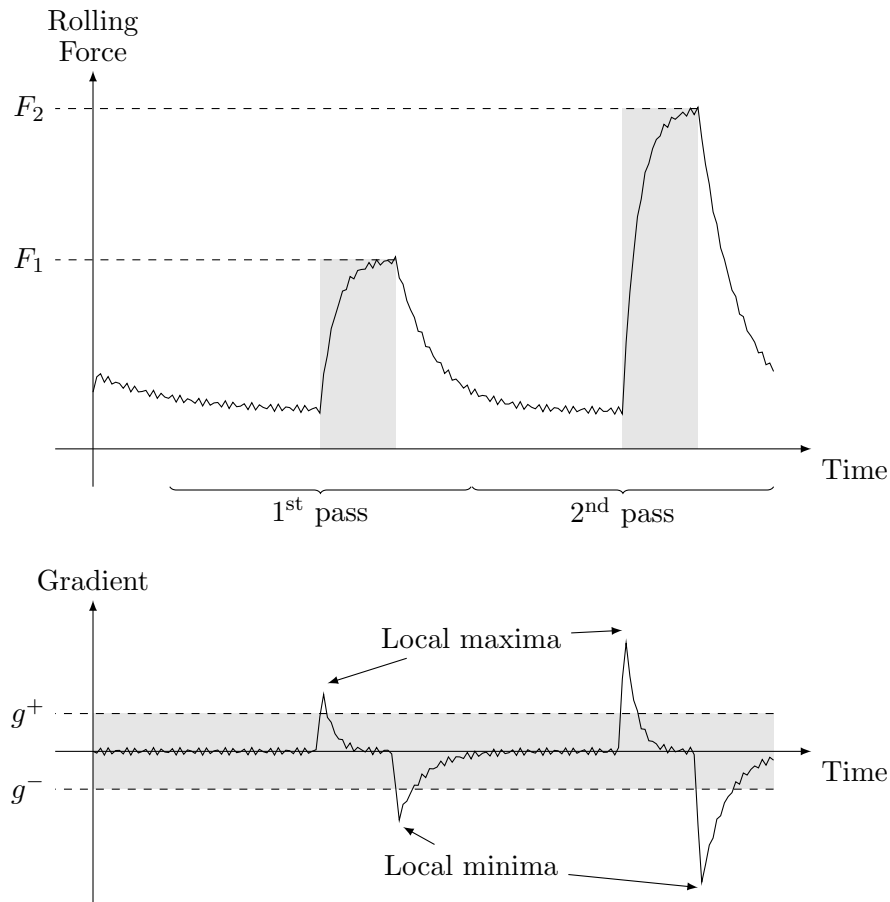 Rolling
Force
F₂
F₁
Time
1ˢᵗ pass
2ⁿᵈ pass
Gradient
Local maxima
g⁺
Time
g⁻
Local minima